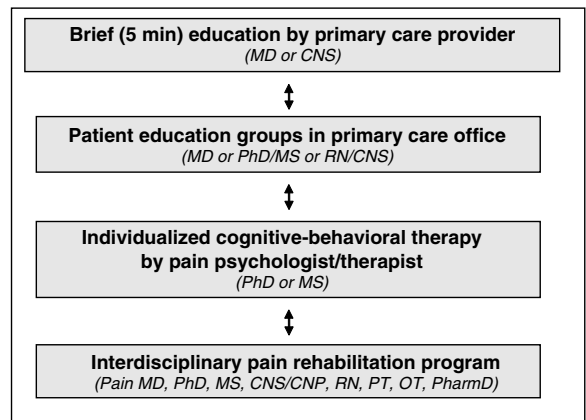 Brief (5 min) education by primary care provider
(MD or CNS)
Patient education groups in primary care office
(MD or PhD/MS or RN/CNS)
Individualized cognitive-behavioral therapy
by pain psychologist/therapist
(PhD or MS)
Interdisciplinary pain rehabilitation program
(Pain MD, PhD, MS, CNS/CNP, RN, PT, OT, PharmD)